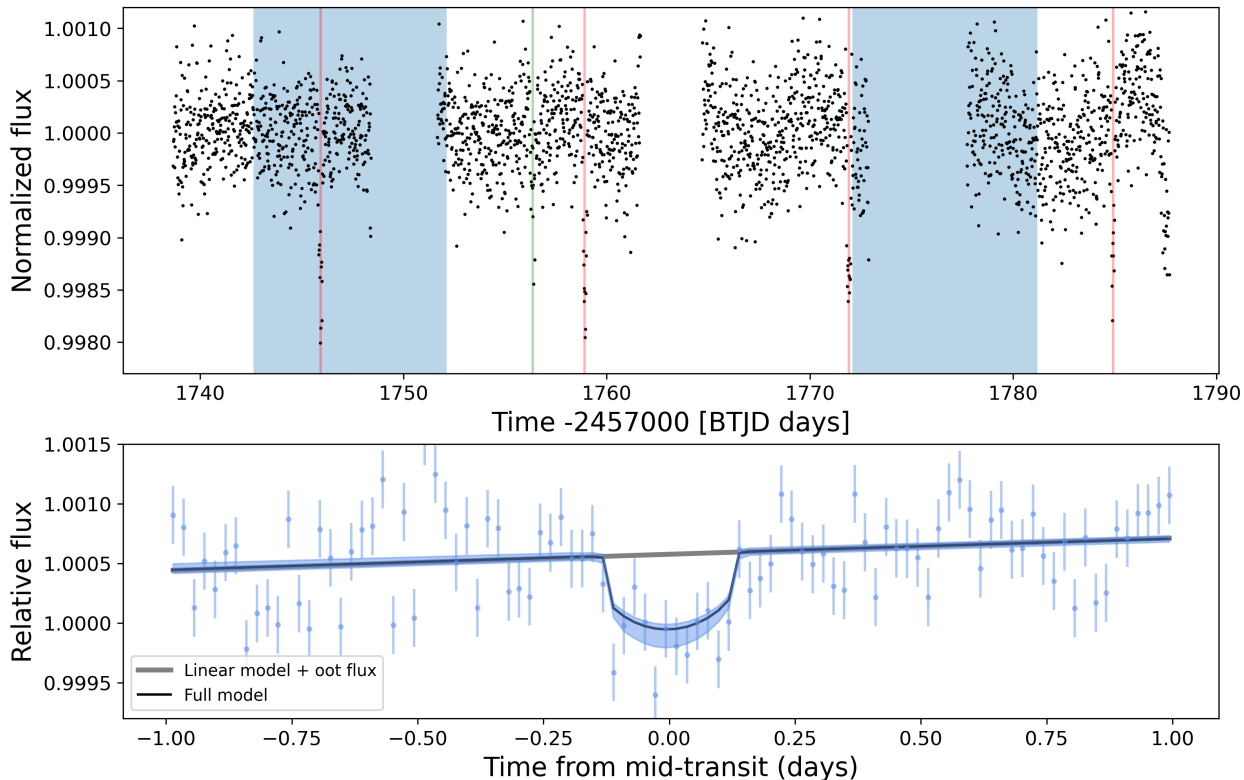 1.0010
1.0005
1.0000
0.9995
0.9990
0.9985
0.9980
Normalized flux
1740 1750 1760 1770 1780 1790
Time -2457000 [BTJD days]
1.0015
1.0010
1.0005
1.0000
0.9995
Relative flux
Linear model + oot flux
Full model
−1.00 −0.75 −0.50 −0.25 0.00 0.25 0.50 0.75 1.00
Time from mid-transit (days)